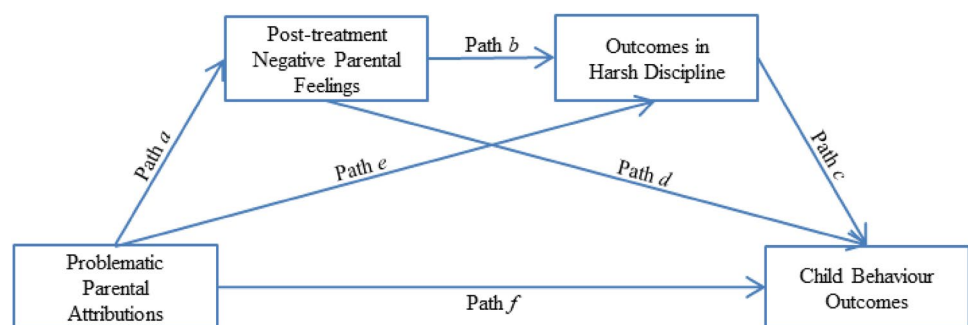 Post-treatment
Negative Parental
Feelings
Path b
Outcomes in
Harsh Discipline
Path a
Path e
Path d
Path c
Problematic
Parental
Attributions
Path f
Child Behaviour
Outcomes